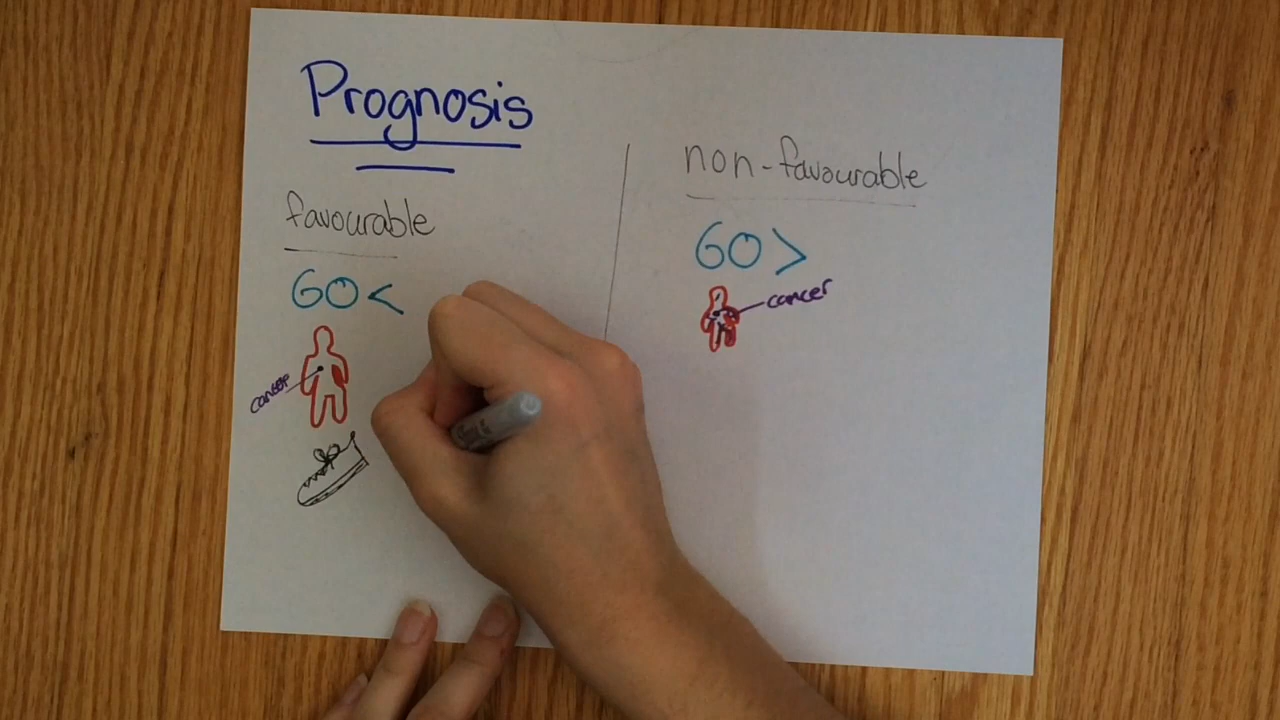 Prognosis
favourable
60 <
cancer
non-favourable
60 >
cancer